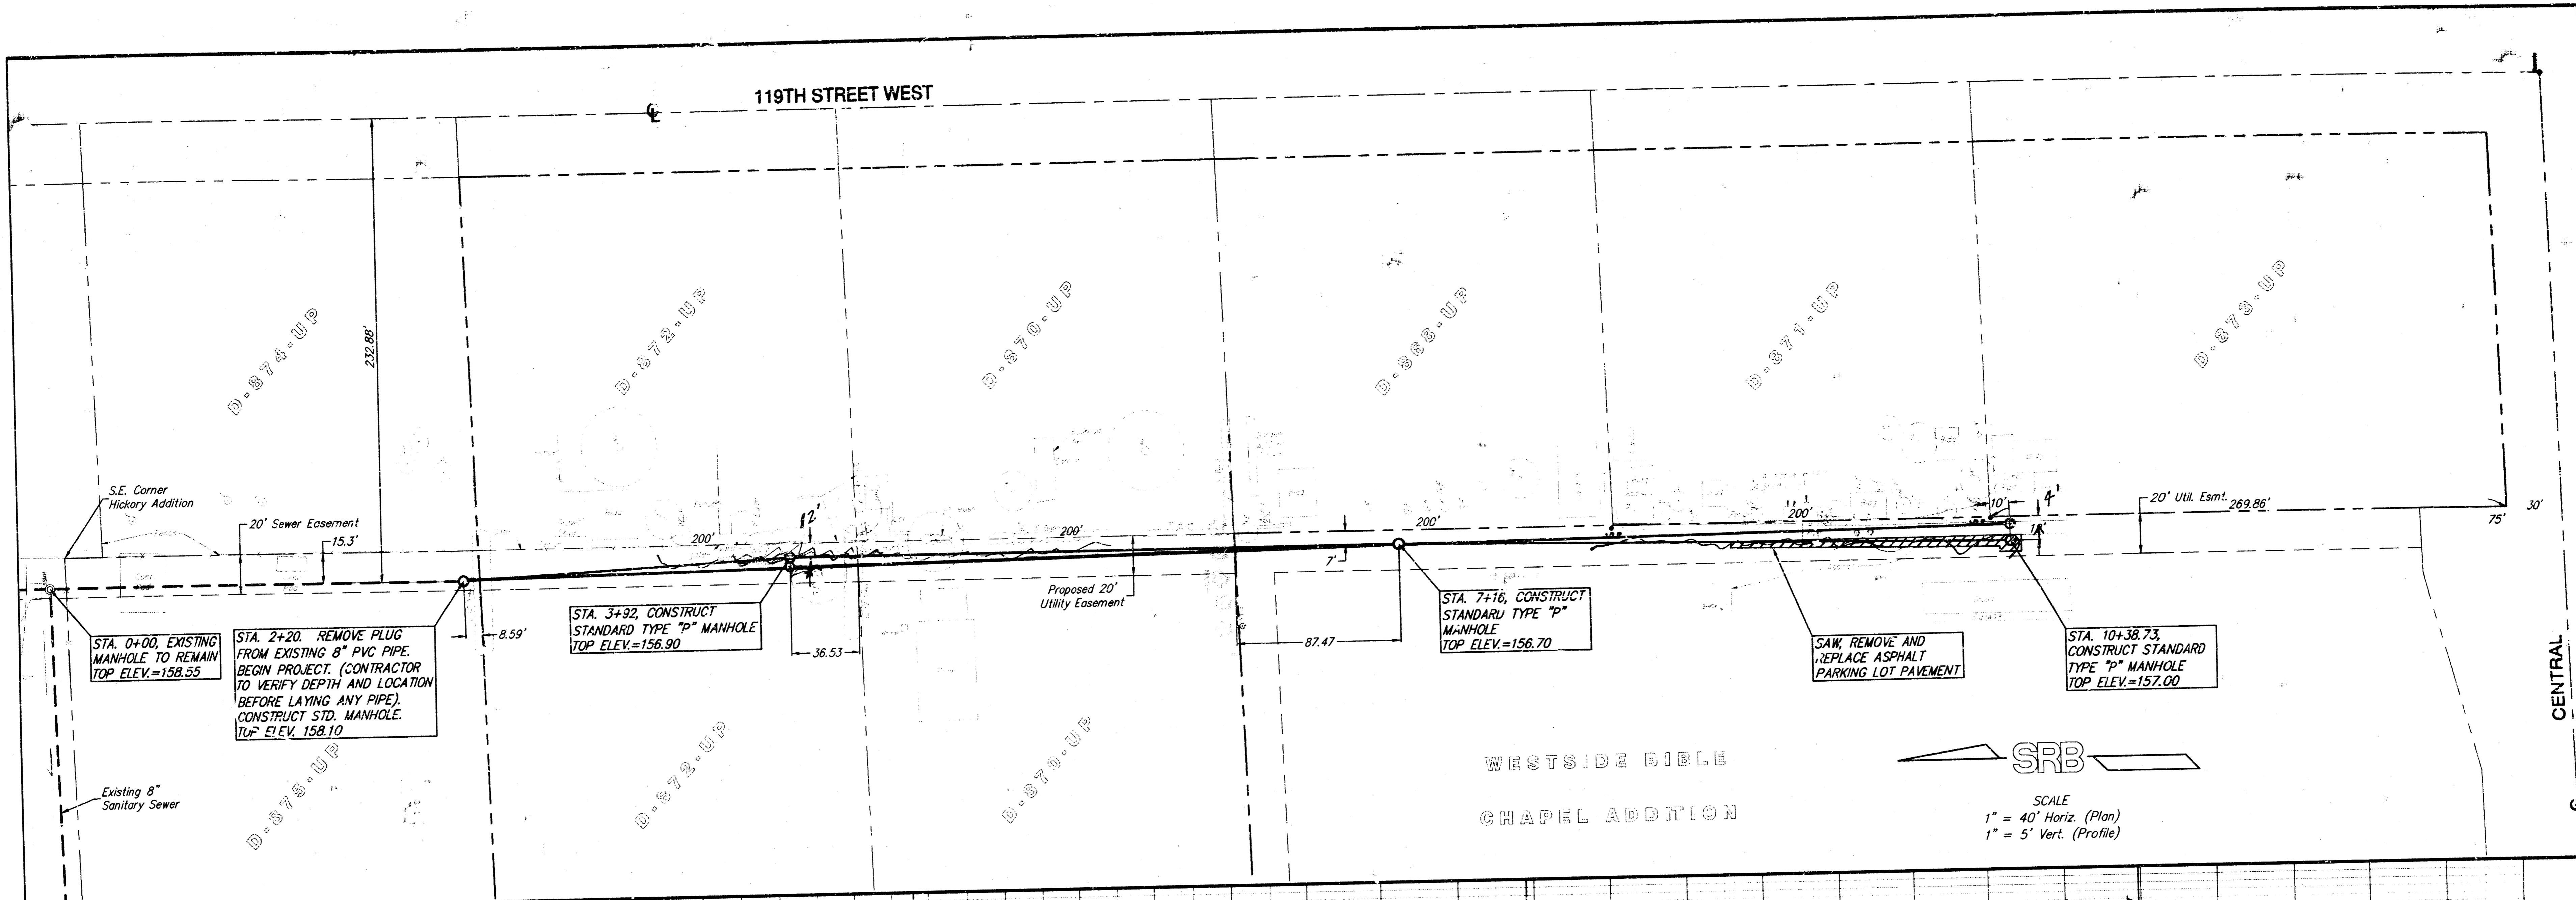 119TH STREET WEST
℄
232.88'
D-874-UP
D-872-UP
D-870-UP
D-868-UP
D-871-UP
D-873-UP
S.E. Corner
Hickory Addition
20' Sewer Easement
15.3'
200'
12'
200'
200'
200'
10'
4'
20' Util. Esmt.
269.86'
75'
30'
7'
Proposed 20'
Utility Easement
8.59'
36.53
87.47
STA. 0+00, EXISTING
MANHOLE TO REMAIN
TOP ELEV.=158.55
STA. 2+20. REMOVE PLUG
FROM EXISTING 8" PVC PIPE.
BEGIN PROJECT. (CONTRACTOR
TO VERIFY DEPTH AND LOCATION
BEFORE LAYING ANY PIPE).
CONSTRUCT STD. MANHOLE.
TOP ELEV. 158.10
STA. 3+92, CONSTRUCT
STANDARD TYPE "P" MANHOLE
TOP ELEV.=156.90
STA. 7+16, CONSTRUCT
STANDARD TYPE "P"
MANHOLE
TOP ELEV.=156.70
SAW, REMOVE AND
REPLACE ASPHALT
PARKING LOT PAVEMENT
STA. 10+38.73,
CONSTRUCT STANDARD
TYPE "P" MANHOLE
TOP ELEV.=157.00
CENTRAL
Existing 8"
Sanitary Sewer
D-875-UP
D-872-UP
D-870-UP
WESTSIDE BIBLE
CHAPEL ADDITION
SRB
SCALE
1" = 40' Horiz. (Plan)
1" = 5' Vert. (Profile)